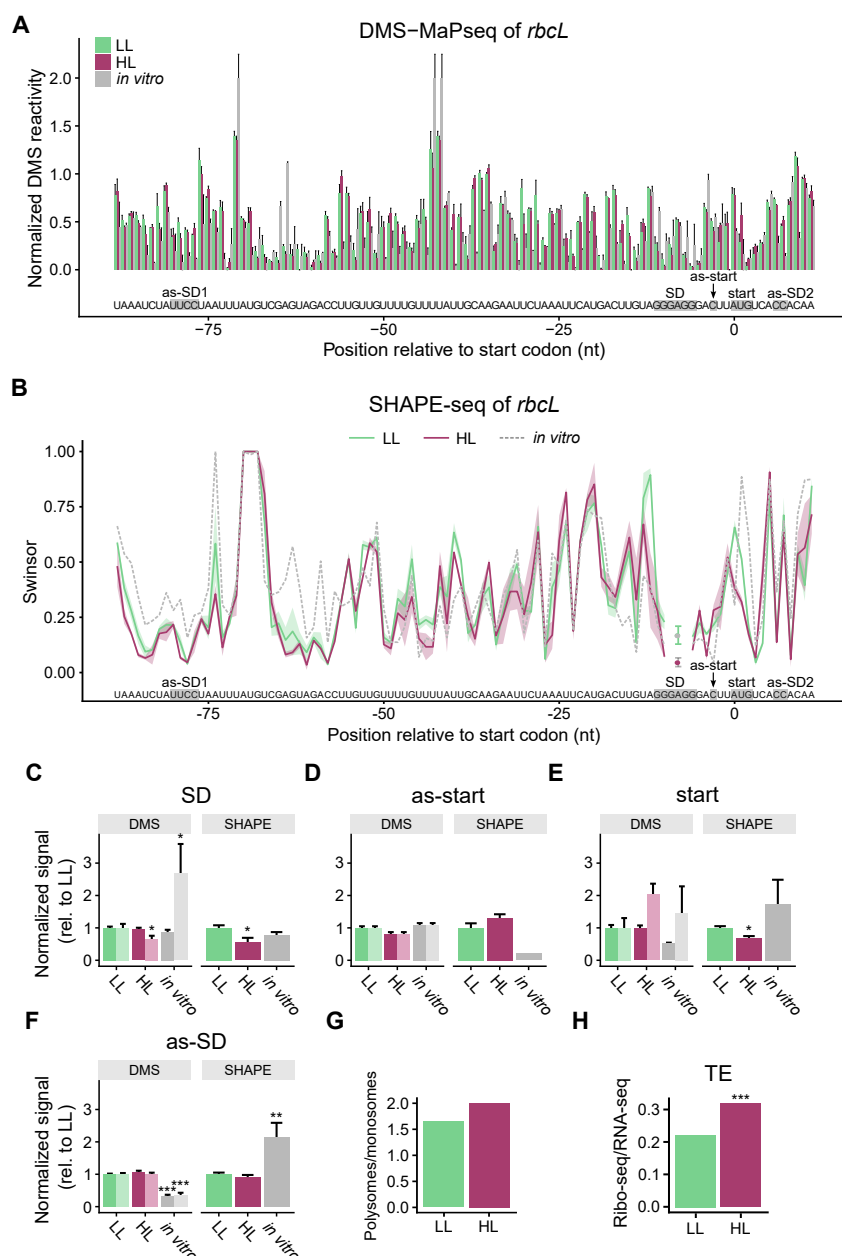 A
DMS−MaPseq of rbcL
LL
HL
in vitro
Normalized DMS reactivity
2.0
1.5
1.0
0.5
0.0
as-start
as-SD1 SD start as-SD2
UAAAUCUAUUCCUAAUUUAUGUCGAGUAGACCUUGUUGUUUUGUUUUAUUGCAAGAAUUCUAAAUUCAUGACUUGUAGGGAGGGACUUAUGUCACCACAA
−75 −50 −25 0
Position relative to start codon (nt)
B
SHAPE-seq of rbcL
LL HL in vitro
Swinsor
1.00
0.75
0.50
0.25
0.00
as-start
as-SD1 SD start as-SD2
UAAAUCUAUUCCUAAUUUAUGUCGAGUAGACCUUGUUGUUUUGUUUUAUUGCAAGAAUUCUAAAUUCAUGACUUGUAGGGAGGGACUUAUGUCACCACAA
-75 -50 -25 0
Position relative to start codon (nt)
C
SD
DMS SHAPE
Normalized signal
(rel. to LL)
3
2
1
0
* * *
LL HL in vitro LL HL in vitro
D
as-start
DMS SHAPE
3
2
1
0
LL HL in vitro LL HL in vitro
E
start
DMS SHAPE
3
2
1
0
*
LL HL in vitro LL HL in vitro
F
as-SD
DMS SHAPE
Normalized signal
(rel. to LL)
3
2
1
0
*** *** **
LL HL in vitro LL HL in vitro
G
Polysomes/monosomes
2.0
1.5
1.0
0.5
0.0
LL HL
H
TE
Ribo-seq/RNA-seq
0.3
0.2
0.1
0.0
***
LL HL